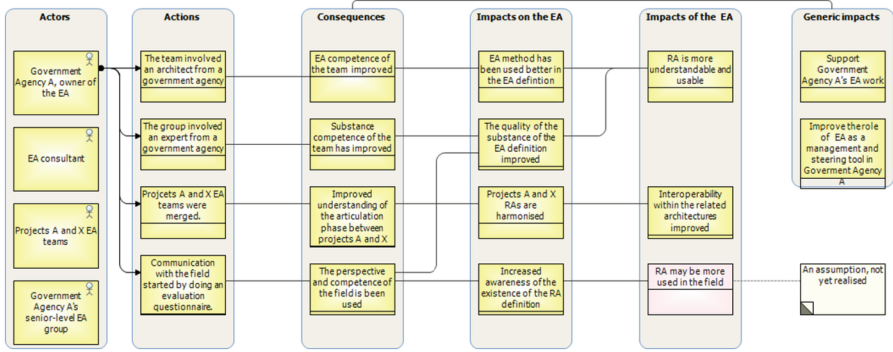 Actors
Government
Agency A, owner of
the EA
EA consultant
Projects A and X EA
teams
Government
Agency A's
senior-level EA
group
Actions
The team involved
an architect from a
government agency
The group involved
an expert from a
government agency
Projcets A and X EA
teams were
merged.
Communication
with the field
started by doing an
evaluation
questionnaire.
Consequences
EA competence of
the team improved
Substance
competence of the
team has improved
Improved
understanding of
the articulation
phase between
projects A and X
The perspective
and competence of
the field is been
used
Impacts on the EA
EA method has
been used better in
the EA defintion
The quality of the
substance of the
EA definition
improved
Projects A and X
RAs are
harmonised
Increased
awareness of the
existence of the RA
definition
Impacts of the EA
RA is more
understandable and
usable
Interoperability
within the related
architectures
improved
RA may be more
used in the field
Generic impacts
Support
Government
Agency A's EA work
Improve therole
of EA as a
management and
steering tool in
Goverment Agency
A
An assumption, not
yet realised